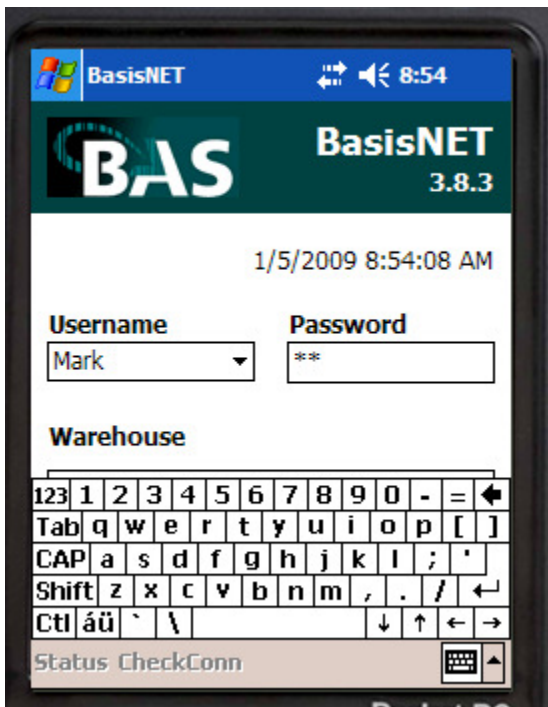 BasisNET 8:54
BAS BasisNET
3.8.3
1/5/2009 8:54:08 AM
Username Password
Mark **
Warehouse
123 1 2 3 4 5 6 7 8 9 0 - =
Tab q w e r t y u i o p [ ]
CAP a s d f g h j k l ; '
Shift z x c v b n m , . /
Ctl áü ` \ ↓ ↑ ← →
Status CheckConn